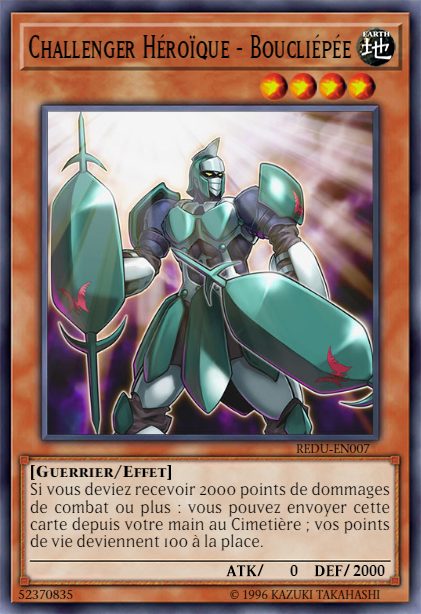 Challenger Héroïque - Boucliépée
EARTH
地
REDU-EN007
[Guerrier/Effet]
Si vous deviez recevoir 2000 points de dommages
de combat ou plus : vous pouvez envoyer cette
carte depuis votre main au Cimetière ; vos points
de vie deviennent 100 à la place.
ATK/ 0 DEF/ 2000
52370835
©1996 KAZUKI TAKAHASHI